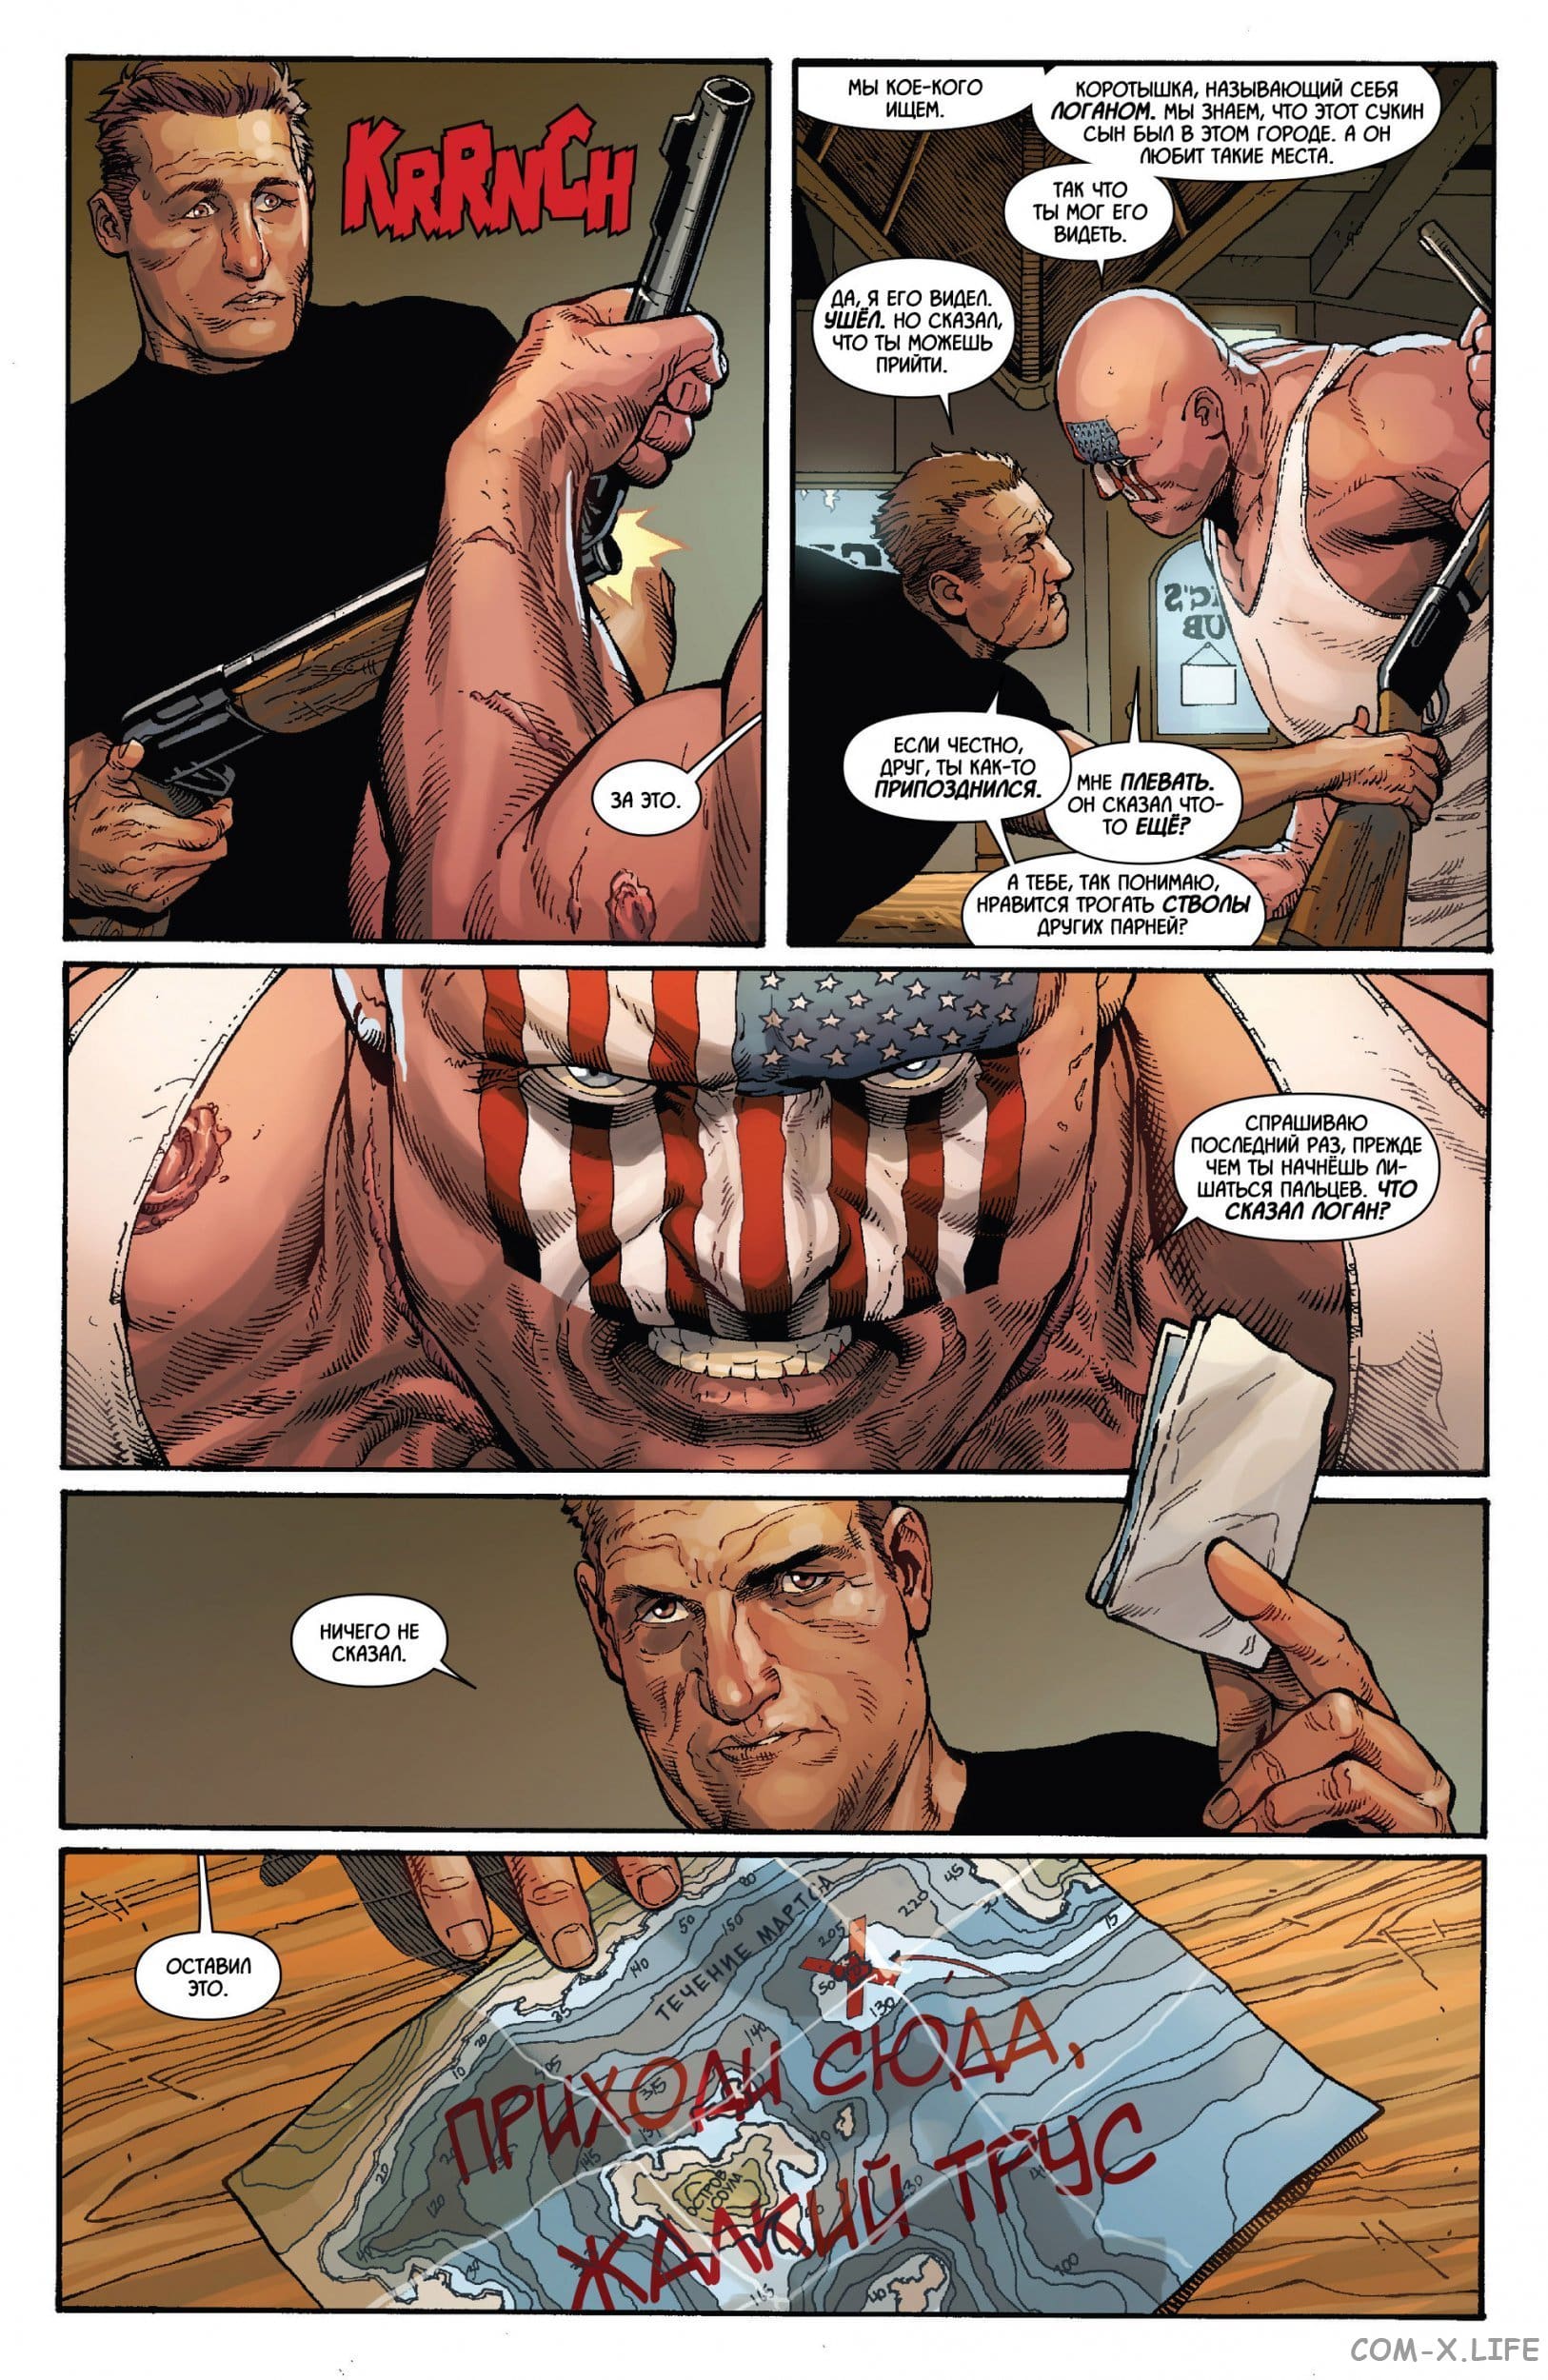 KRRNCH
ЗА ЭТО.
МЫ КОЕ-КОГО
ИЩЕМ.
КОРОТЫШКА, НАЗЫВАЮЩИЙ СЕБЯ
ЛОГАНОМ. МЫ ЗНАЕМ, ЧТО ЭТОТ СУКИН
СЫН БЫЛ В ЭТОМ ГОРОДЕ. А ОН
ЛЮБИТ ТАКИЕ МЕСТА.
ТАК ЧТО
ТЫ МОГ ЕГО
ВИДЕТЬ.
ДА, Я ЕГО ВИДЕЛ.
УШЁЛ. НО СКАЗАЛ,
ЧТО ТЫ МОЖЕШЬ
ПРИЙТИ.
ЕСЛИ ЧЕСТНО,
ДРУГ, ТЫ КАК-ТО
ПРИПОЗДНИЛСЯ.
МНЕ ПЛЕВАТЬ.
ОН СКАЗАЛ ЧТО-
ТО ЕЩЁ?
А ТЕБЕ, ТАК ПОНИМАЮ,
НРАВИТСЯ ТРОГАТЬ СТВОЛЫ
ДРУГИХ ПАРНЕЙ?
СПРАШИВАЮ
ПОСЛЕДНИЙ РАЗ, ПРЕЖДЕ
ЧЕМ ТЫ НАЧНЁШЬ ЛИ-
ШАТЬСЯ ПАЛЬЦЕВ. ЧТО
СКАЗАЛ ЛОГАН?
НИЧЕГО НЕ
СКАЗАЛ.
ОСТАВИЛ
ЭТО.
ТЕЧЕНИЕ МАРТСА
ПРИХОДИ СЮДА,
ЖАЛКИЙ ТРУС
ОСТРОВ
COM-X.LIFE